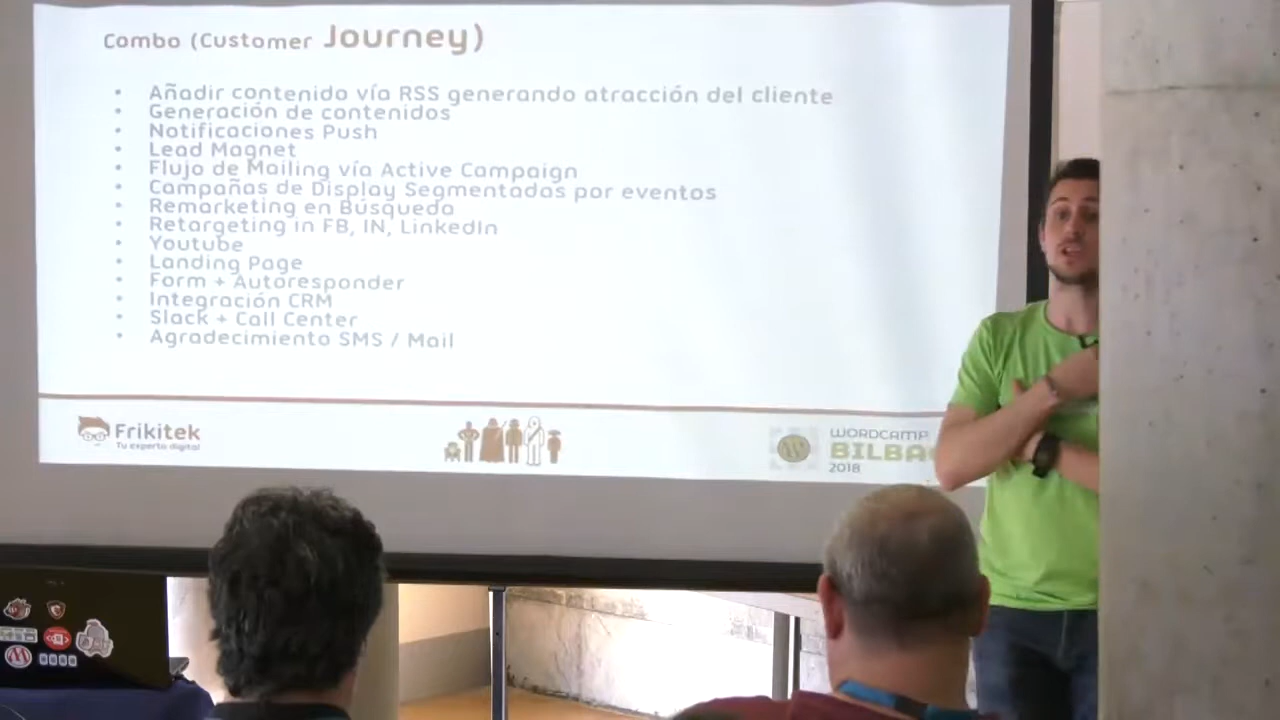 Combo (Customer Journey)
• Añadir contenido vía RSS generando atracción del cliente
• Generación de contenidos
• Notificaciones Push
• Lead Magnet
• Flujo de Mailing vía Active Campaign
• Campañas de Display Segmentadas por eventos
• Remarketing en Búsqueda
• Retargeting in FB, IN, LinkedIn
• Youtube
• Landing Page
• Form + Autoresponder
• Integración CRM
• Slack + Call Center
• Agradecimiento SMS / Mail
Frikitek
Tu experto digital
WORDCAMP
BILBA
2018